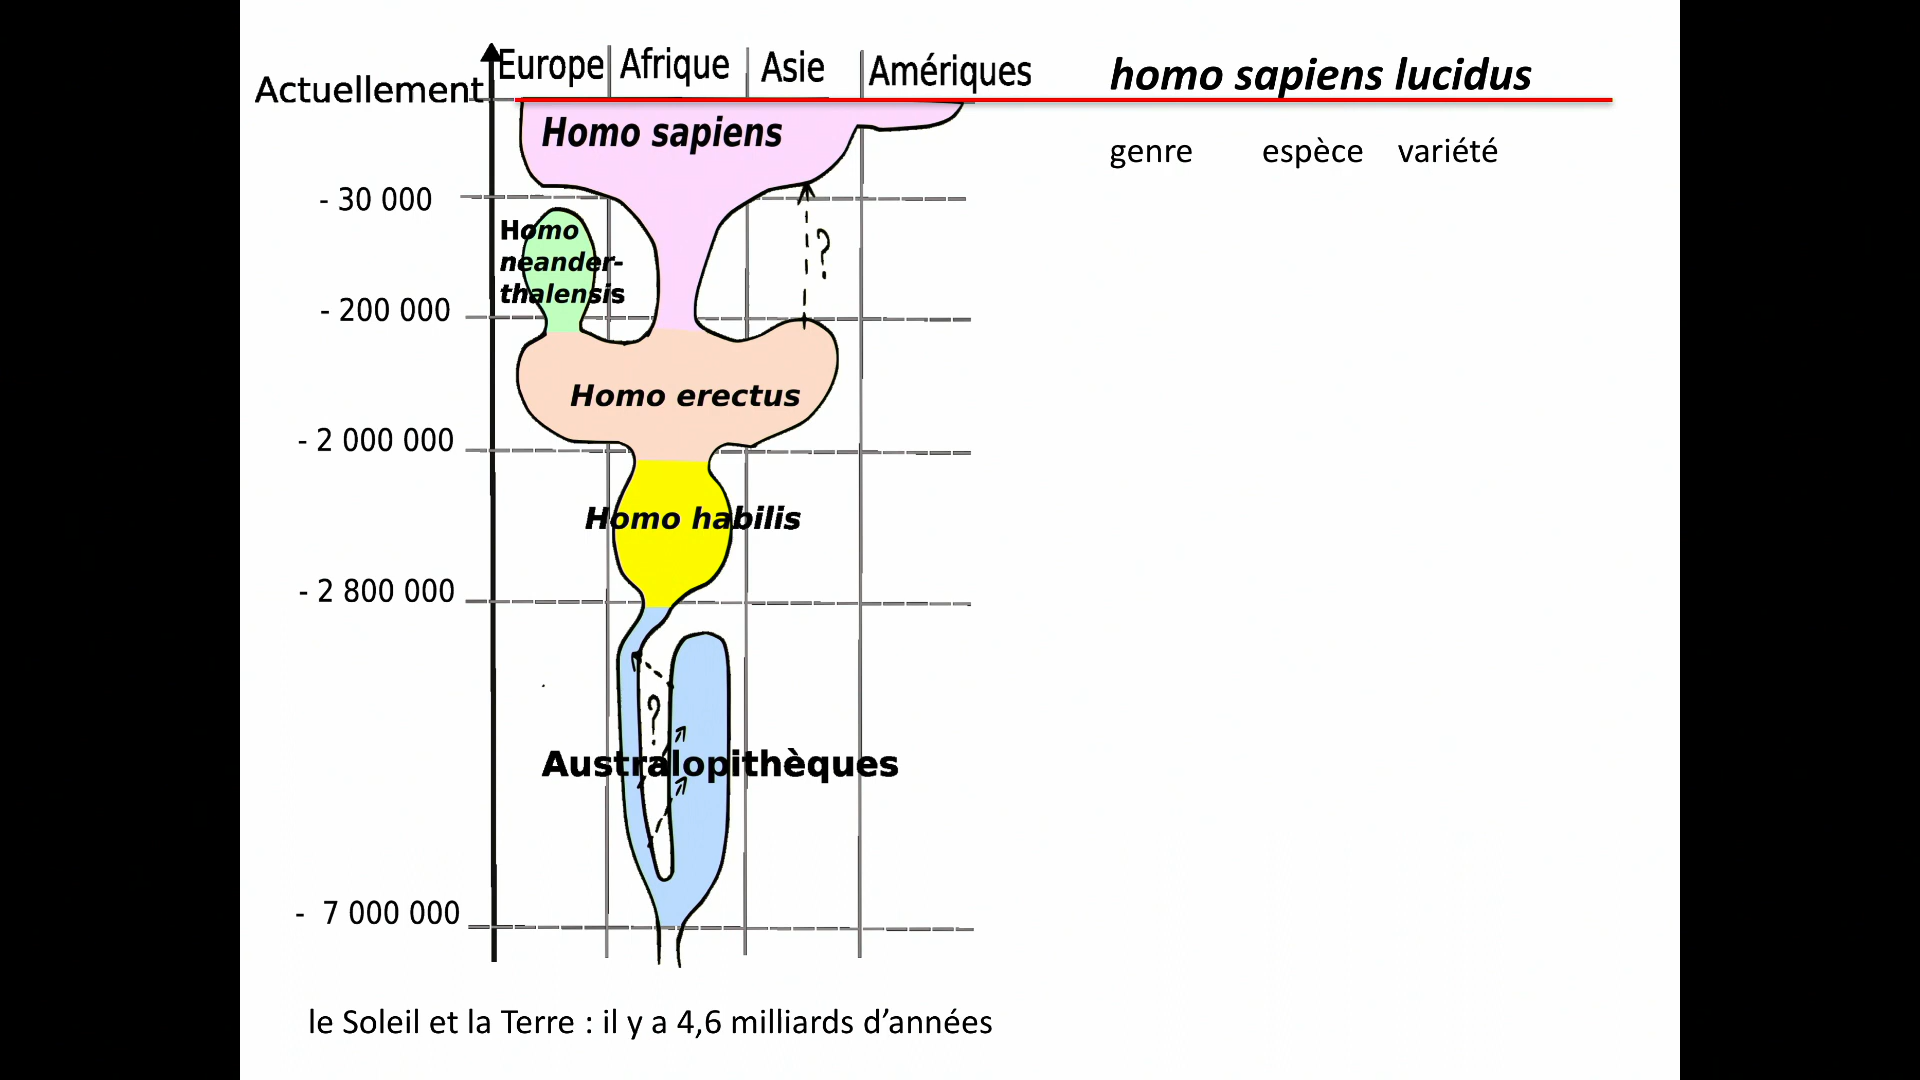 Europe Afrique Asie Amériques
homo sapiens lucidus
Actuellement
Homo sapiens
genre espèce variété
- 30 000
Homo
neander-
thalensis
?
- 200 000
Homo erectus
- 2 000 000
Homo habilis
- 2 800 000
?
Australopithèques
- 7 000 000
le Soleil et la Terre : il y a 4,6 milliards d’années